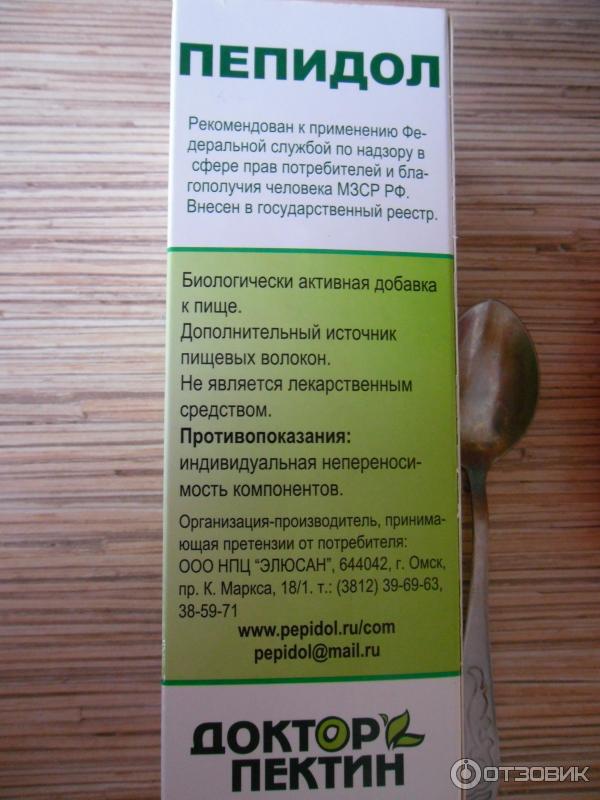 ПЕПИДОЛ
Рекомендован к применению Фе-
деральной службой по надзору в
сфере прав потребителей и бла-
гополучия человека МЗСР РФ.
Внесен в государственный реестр.
Биологически активная добавка
к пище.
Дополнительный источник
пищевых волокон.
Не является лекарственным
средством.
Противопоказания:
индивидуальная непереноси-
мость компонентов.
Организация-производитель, принима-
ющая претензии от потребителя:
ООО НПЦ "ЭЛЮСАН", 644042, г. Омск,
пр. К. Маркса, 18/1. т.: (3812) 39-69-63,
38-59-71
www.pepidol.ru/com
pepidol@mail.ru
ДОКТОР
ПЕКТИН
ОТЗОВИК